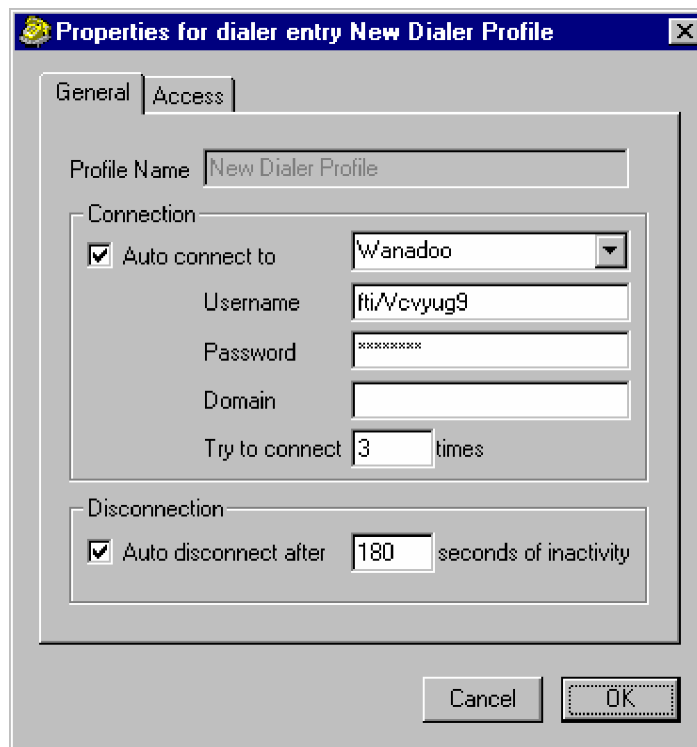 Properties for dialer entry New Dialer Profile
General Access
Profile Name New Dialer Profile
Connection
Auto connect to Wanadoo
Username fti/Vcvyug9
Password ********
Domain
Try to connect 3 times
Disconnection
Auto disconnect after 180 seconds of inactivity
Cancel OK